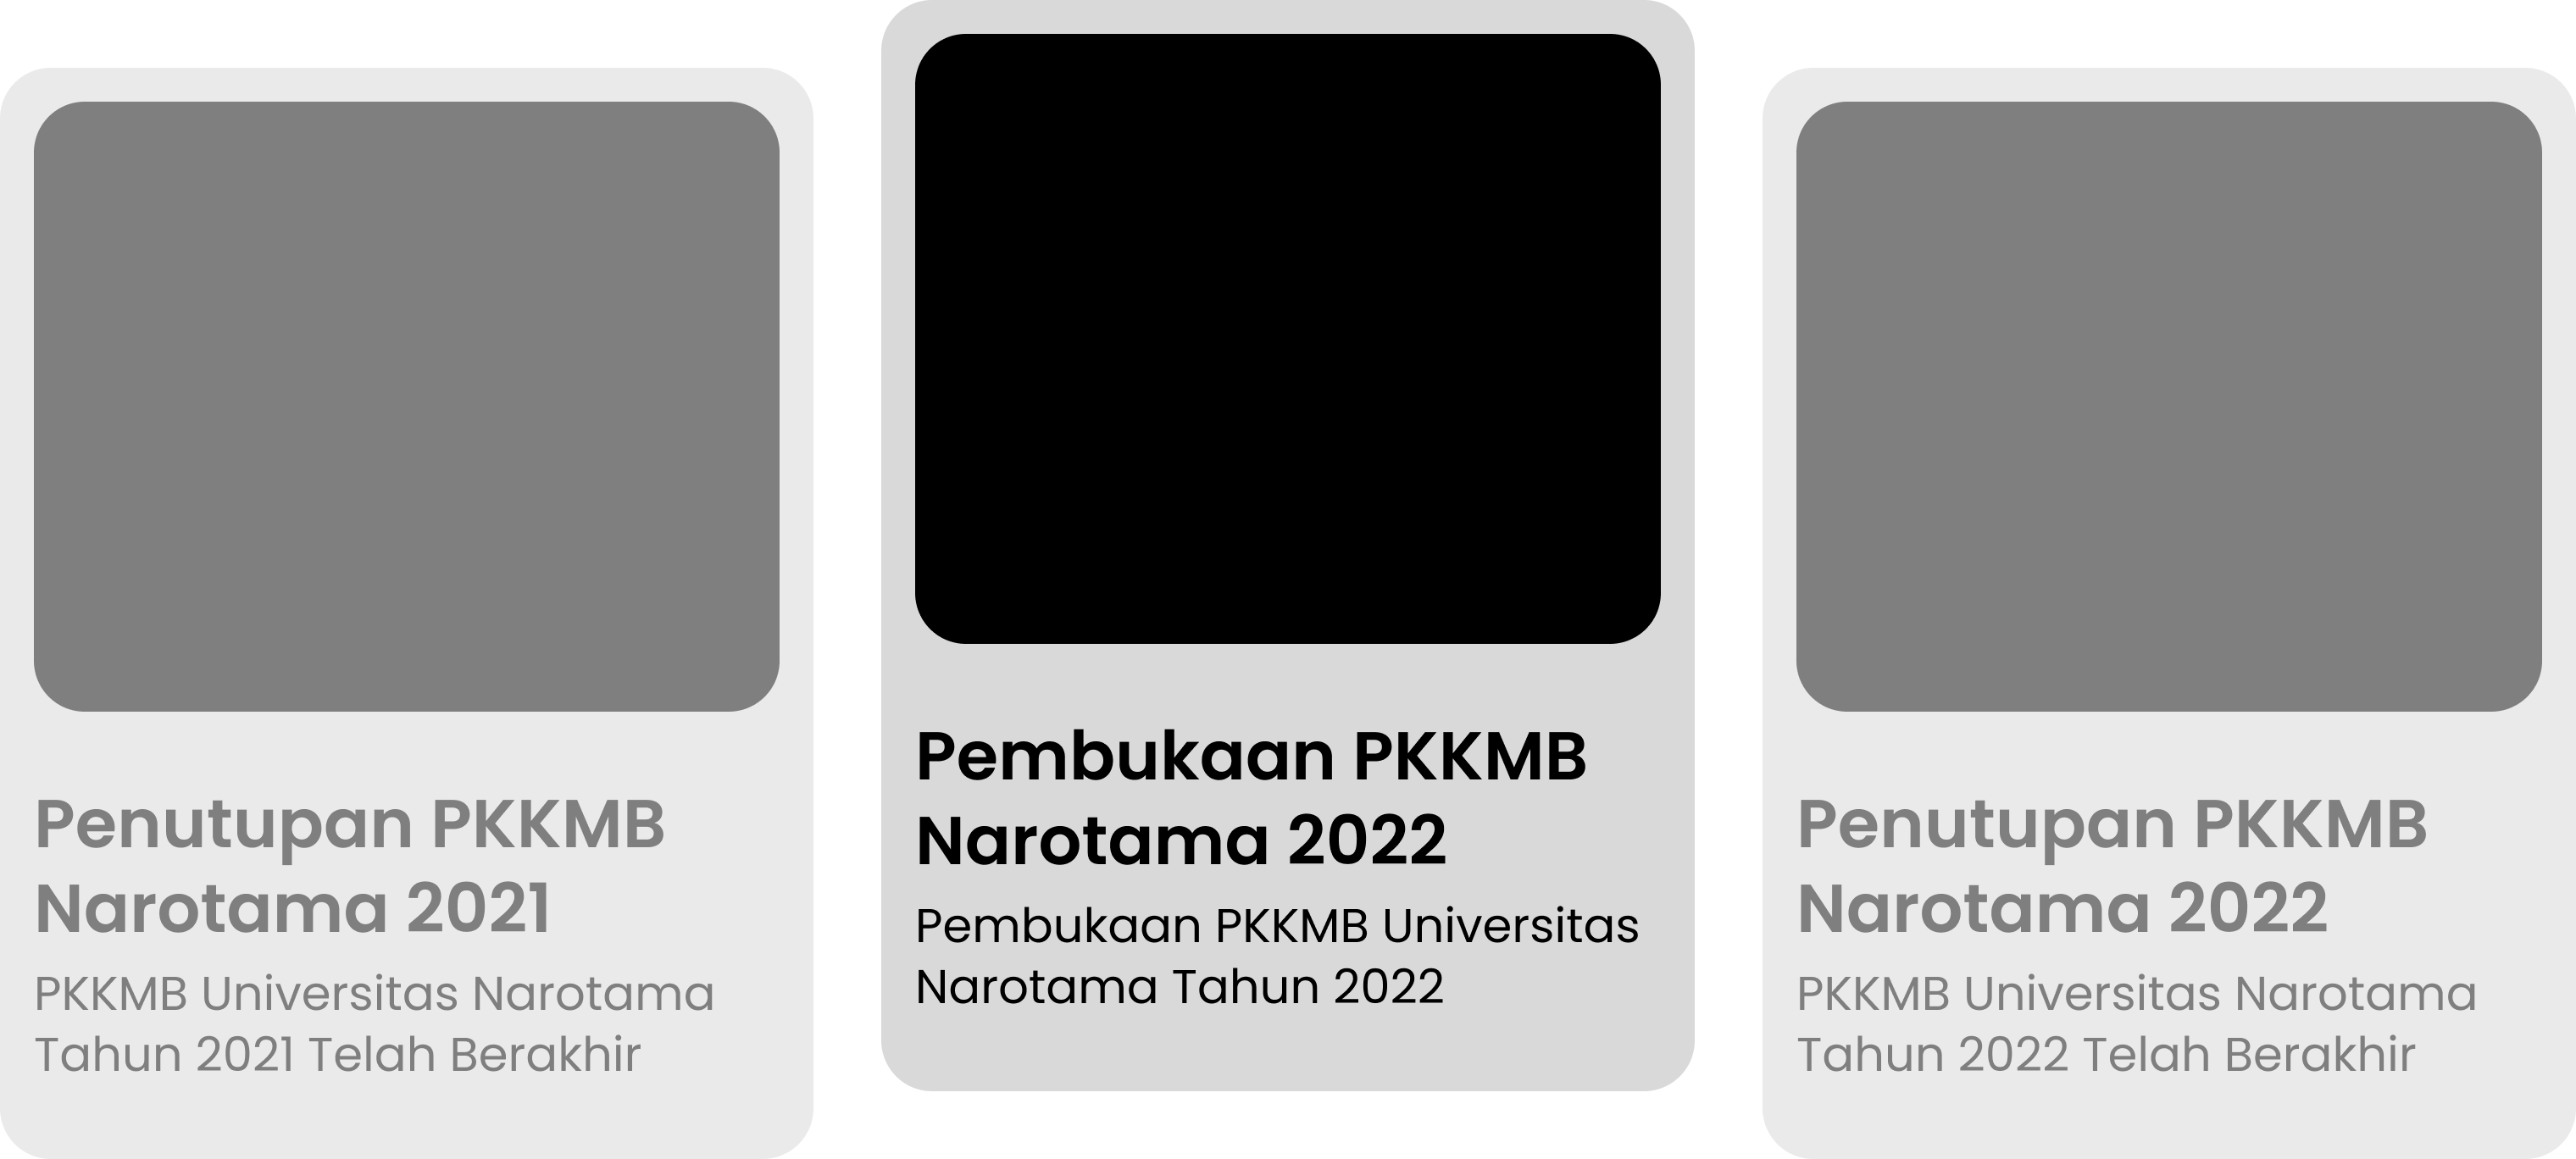 Penutupan PKKMB
Narotama 2021
PKKMB Universitas Narotama
Tahun 2021 Telah Berakhir
Pembukaan PKKMB
Narotama 2022
Pembukaan PKKMB Universitas
Narotama Tahun 2022
Penutupan PKKMB
Narotama 2022
PKKMB Universitas Narotama
Tahun 2022 Telah Berakhir